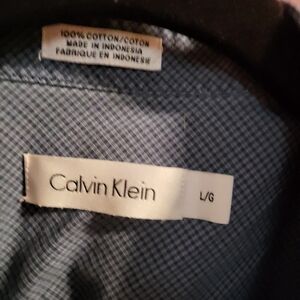 100% COTTON/COTON
MADE IN INDONESIA
FABRIQUE EN INDONESIE
Calvin Klein
L/G